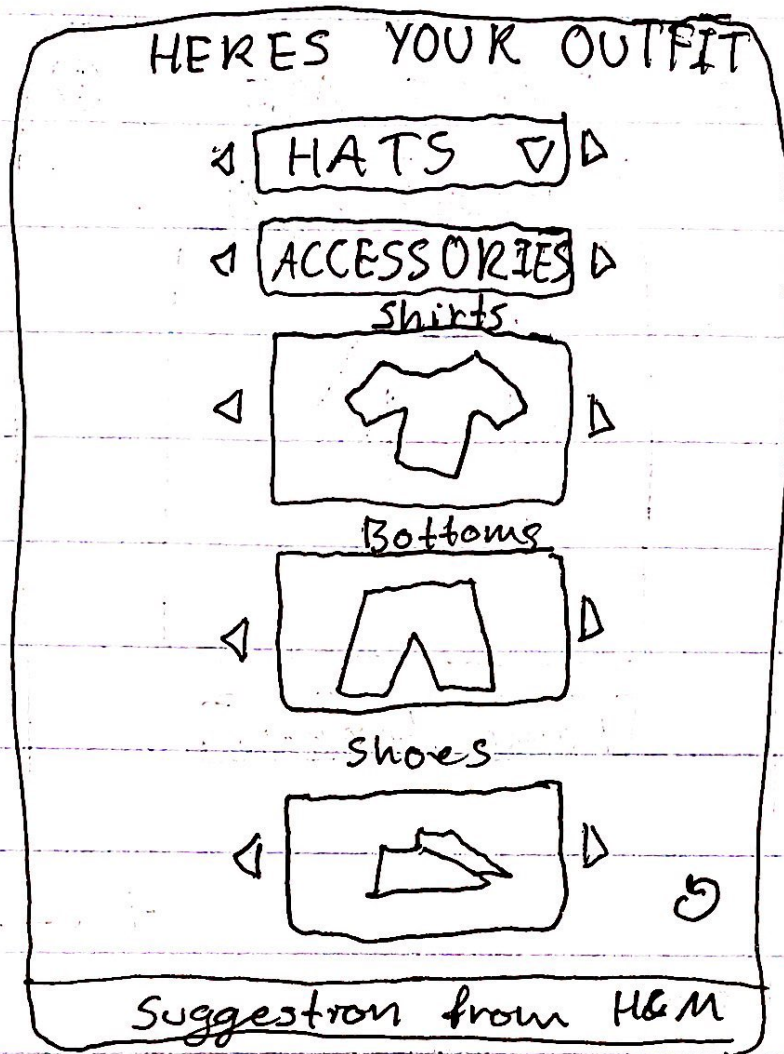 HERES YOUR OUTFIT
HATS
ACCESSORIES
Shirts
Bottoms
Shoes
Suggestion from H&M